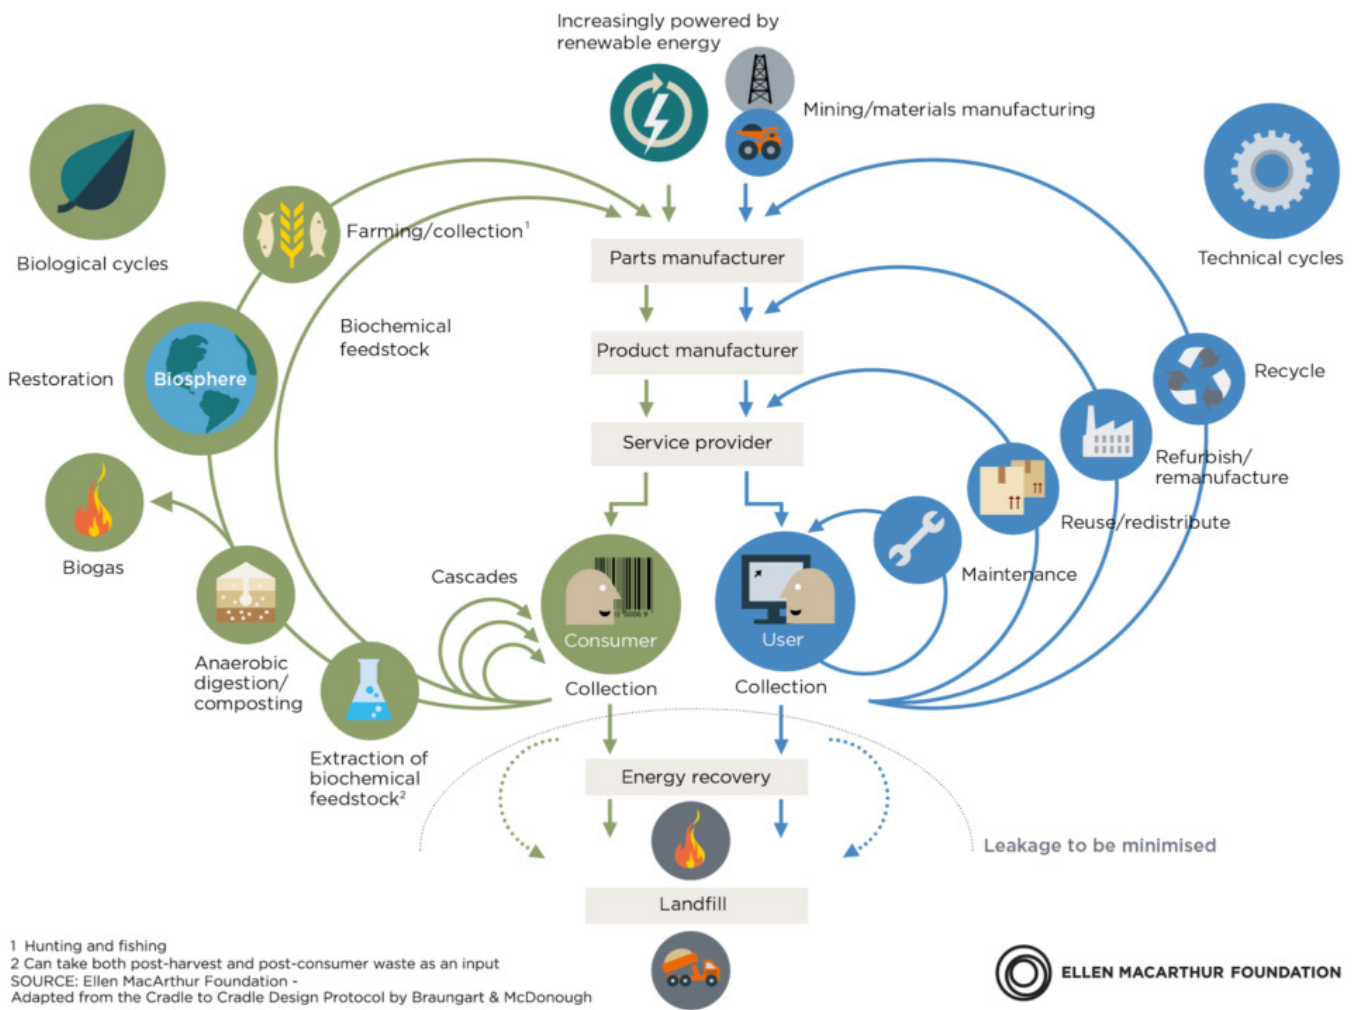 Increasingly powered by
renewable energy
Mining/materials manufacturing
Biological cycles
Technical cycles
Farming/collection¹
Parts manufacturer
Biochemical
feedstock
Product manufacturer
Restoration
Biosphere
Recycle
Service provider
Refurbish/
remanufacture
Reuse/redistribute
Biogas
Cascades
Maintenance
Consumer
User
Anaerobic
digestion/
composting
Collection
Collection
Extraction of
biochemical
feedstock²
Energy recovery
Leakage to be minimised
Landfill
1 Hunting and fishing
2 Can take both post-harvest and post-consumer waste as an input
SOURCE: Ellen MacArthur Foundation -
Adapted from the Cradle to Cradle Design Protocol by Braungart & McDonough
ELLEN MACARTHUR FOUNDATION